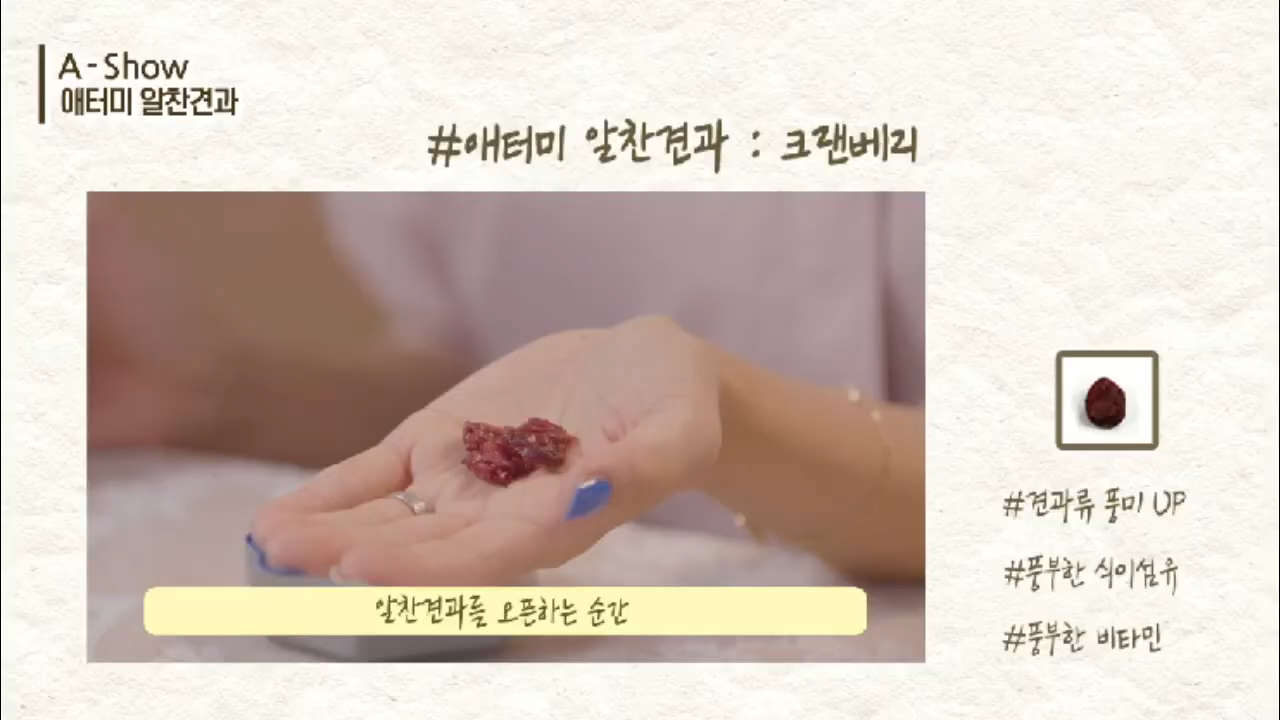 A-Show
애터미 알찬견과
#애터미 알찬견과 : 크랜베리
#견과류 풍미 UP
#풍부한 식이섬유
#풍부한 비타민
알찬견과를 오픈하는 순간